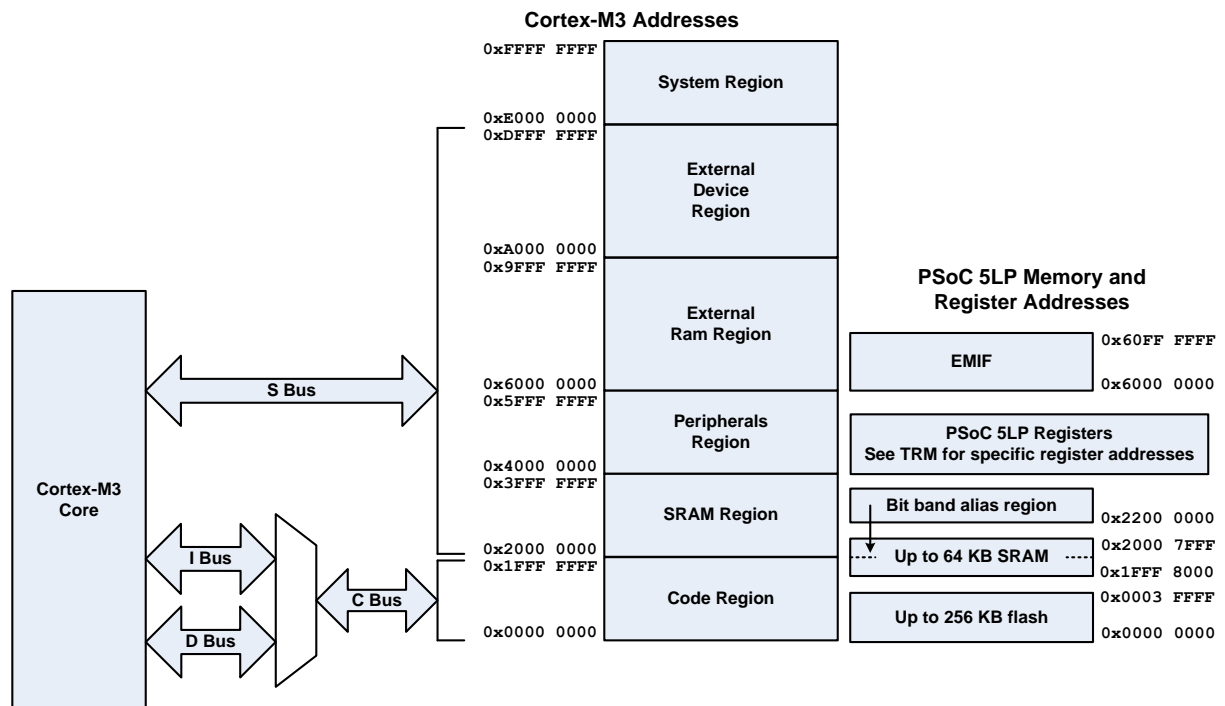 Cortex-M3 Addresses
0xFFFF FFFF
System Region
0xE000 0000
0xDFFF FFFF
External
Device
Region
0xA000 0000
0x9FFF FFFF
External
Ram Region
0x6000 0000
0x5FFF FFFF
Peripherals
Region
0x4000 0000
0x3FFF FFFF
SRAM Region
0x2000 0000
0x1FFF FFFF
Code Region
0x0000 0000
PSoC 5LP Memory and
Register Addresses
EMIF
0x60FF FFFF
0x6000 0000
PSoC 5LP Registers
See TRM for specific register addresses
Bit band alias region
0x2200 0000
Up to 64 KB SRAM
0x2000 7FFF
0x1FFF 8000
Up to 256 KB flash
0x0003 FFFF
0x0000 0000
Cortex-M3
Core
S Bus
I Bus
D Bus
C Bus